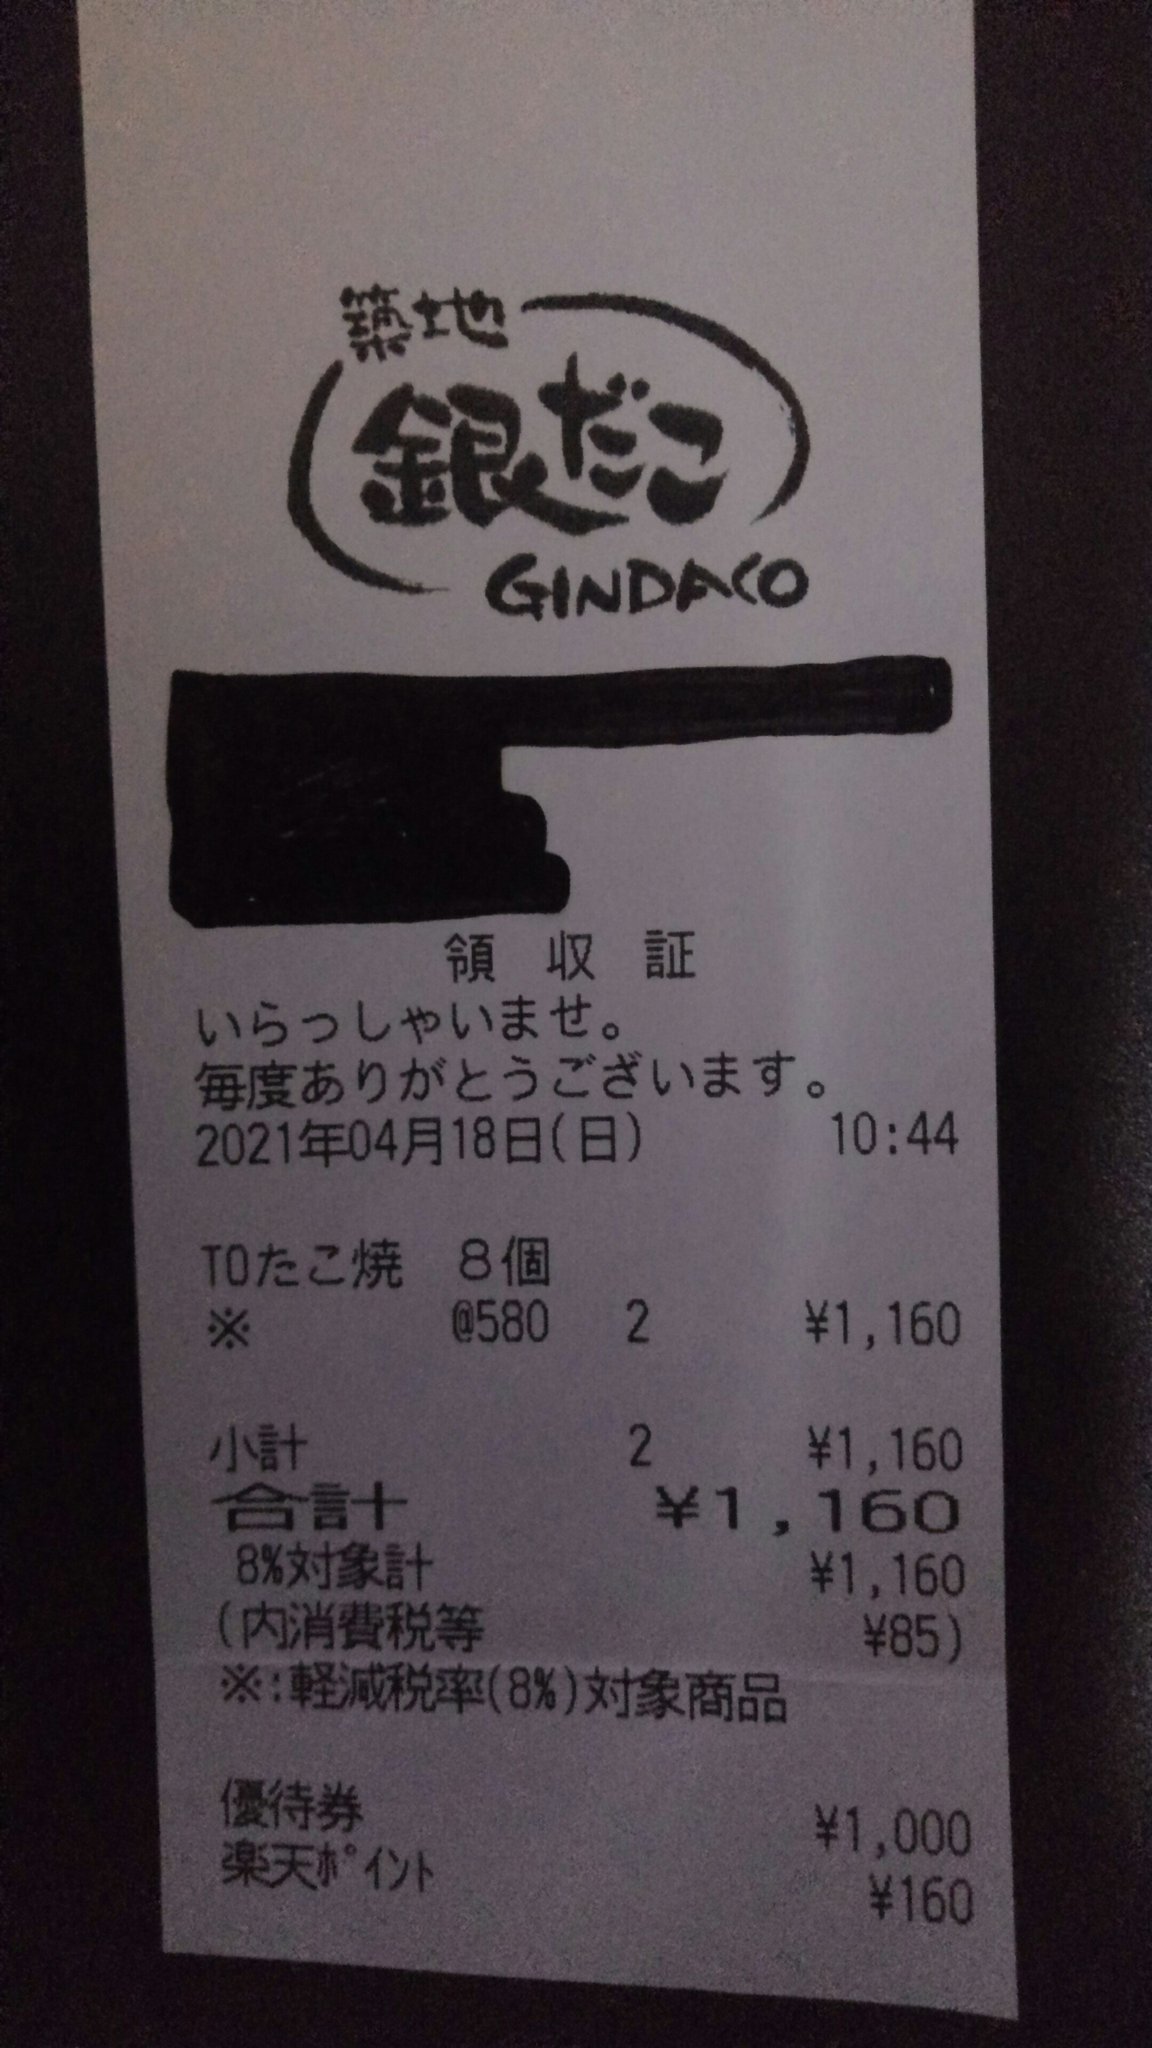 築地
銀だこ
GINDACO
領 収 証
いらっしゃいませ。
毎度ありがとうございます。
2021年04月18日(日) 10:44
TOたこ焼 8個
※ @580 2 ¥1,160
小計 2 ¥1,160
合計 ¥1,160
8%対象計 ¥1,160
(内消費税等 ¥85)
※:軽減税率(8%)対象商品
優待券 ¥1,000
楽天ﾎﾟｲﾝﾄ ¥160